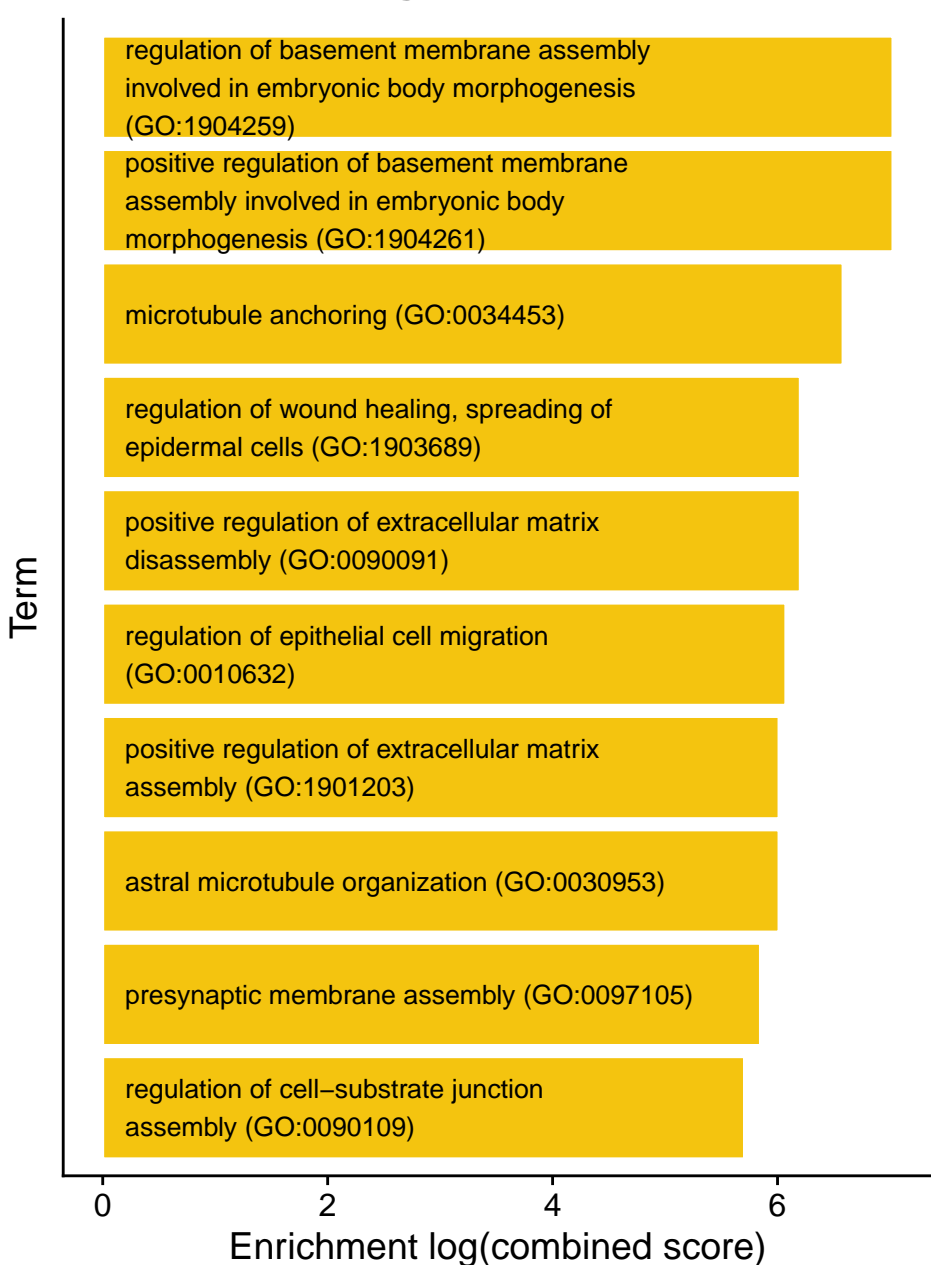 regulation of basement membrane assembly
involved in embryonic body morphogenesis
(GO:1904259)
positive regulation of basement membrane
assembly involved in embryonic body
morphogenesis (GO:1904261)
microtubule anchoring (GO:0034453)
regulation of wound healing, spreading of
epidermal cells (GO:1903689)
positive regulation of extracellular matrix
disassembly (GO:0090091)
regulation of epithelial cell migration
(GO:0010632)
positive regulation of extracellular matrix
assembly (GO:1901203)
astral microtubule organization (GO:0030953)
presynaptic membrane assembly (GO:0097105)
regulation of cell−substrate junction
assembly (GO:0090109)
Term
0 2 4 6
Enrichment log(combined score)